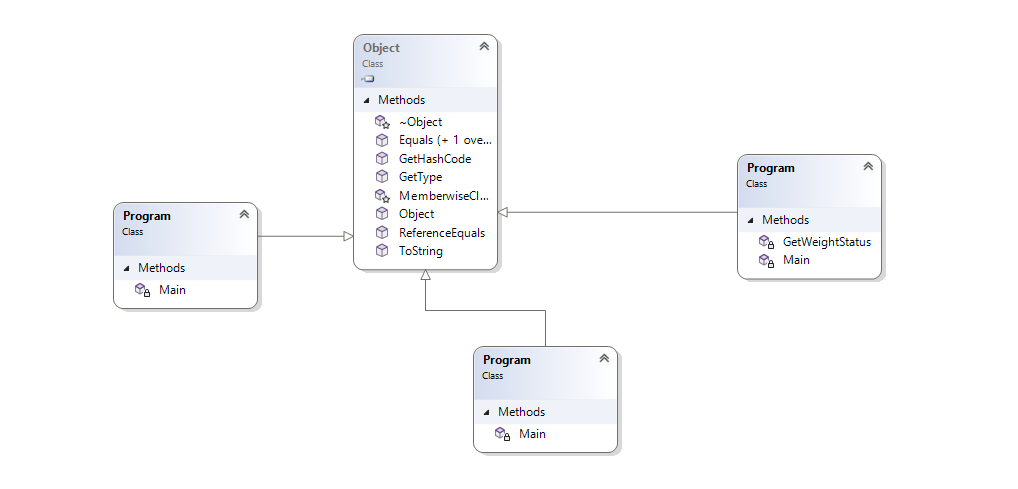 Object
Class
Methods
~Object
Equals (+ 1 ove...
GetHashCode
GetType
MemberwiseCl...
Object
ReferenceEquals
ToString
Program
Class
Methods
GetWeightStatus
Main
Program
Class
Methods
Main
Program
Class
Methods
Main